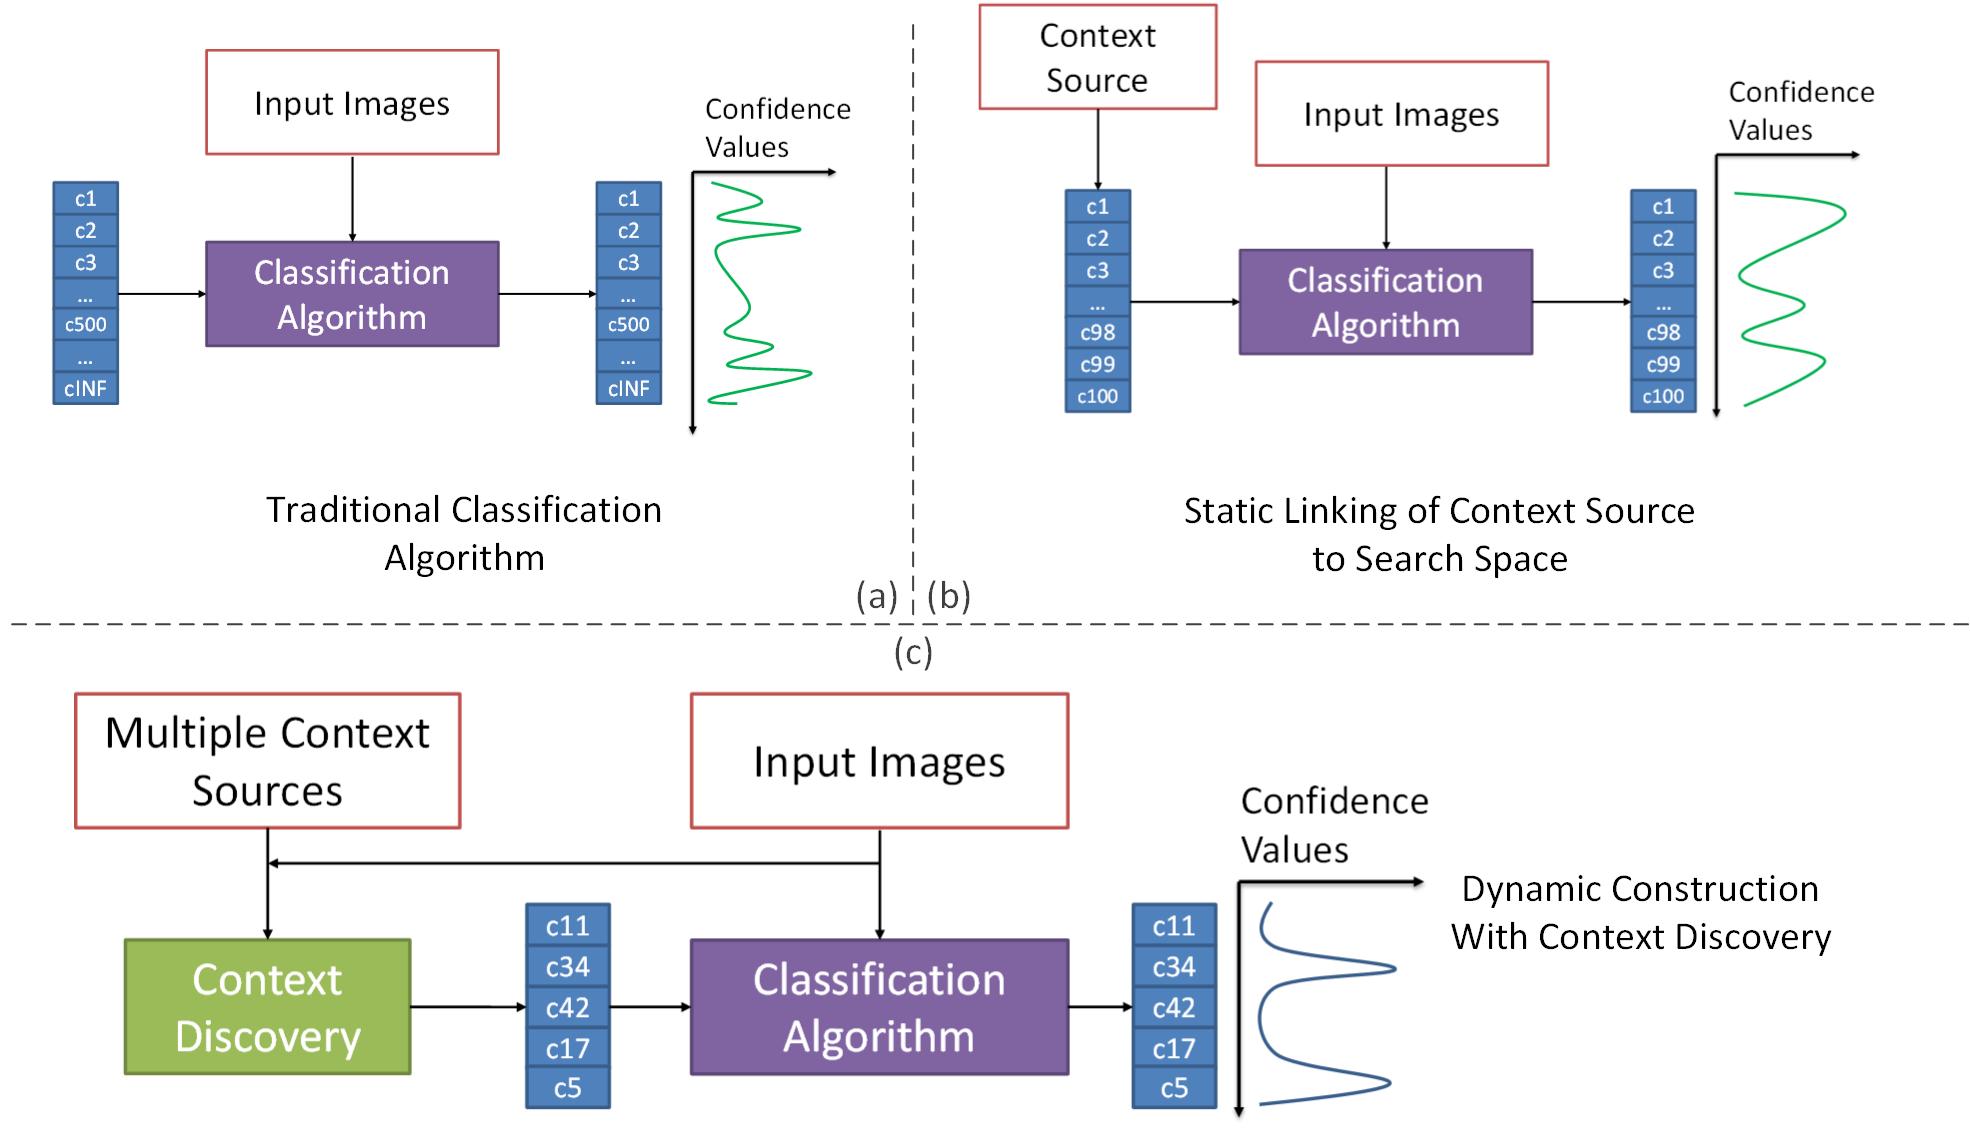 Input Images
Confidence
Values
c1
c2
c3
...
c500
...
cINF
Classification
Algorithm
c1
c2
c3
...
c500
...
cINF
Traditional Classification
Algorithm
(a)
Context
Source
Input Images
Confidence
Values
c1
c2
c3
...
c98
c99
c100
Classification
Algorithm
c1
c2
c3
...
c98
c99
c100
Static Linking of Context Source
to Search Space
(b)
(c)
Multiple Context
Sources
Input Images
Confidence
Values
Context
Discovery
c11
c34
c42
c17
c5
Classification
Algorithm
c11
c34
c42
c17
c5
Dynamic Construction
With Context Discovery